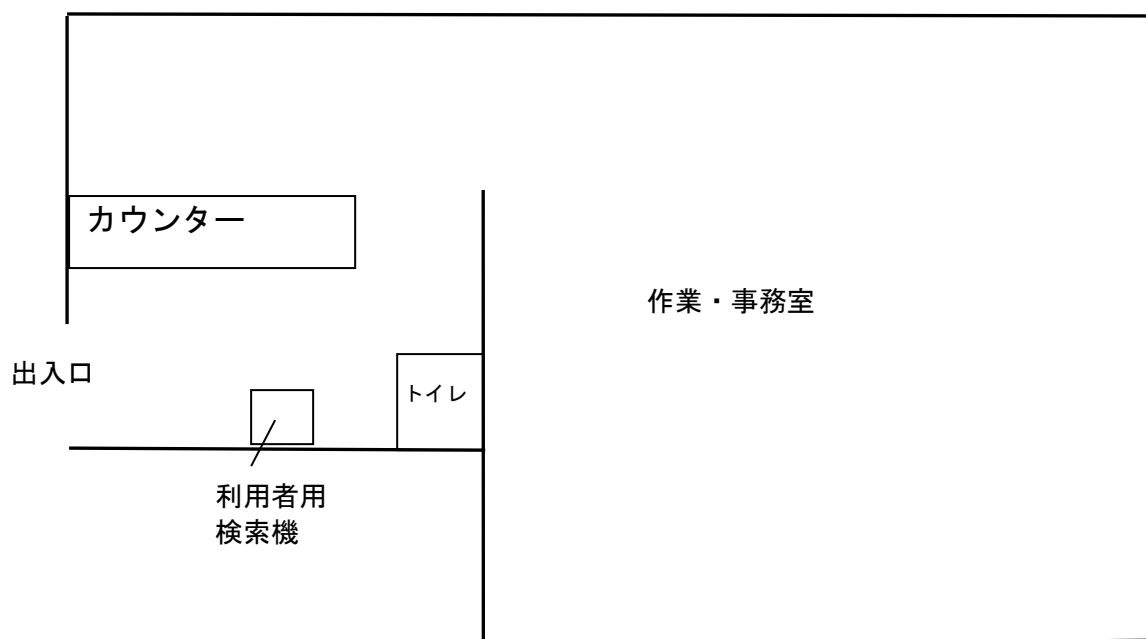 カウンター
作業・事務室
出入口
トイレ
利用者用
検索機